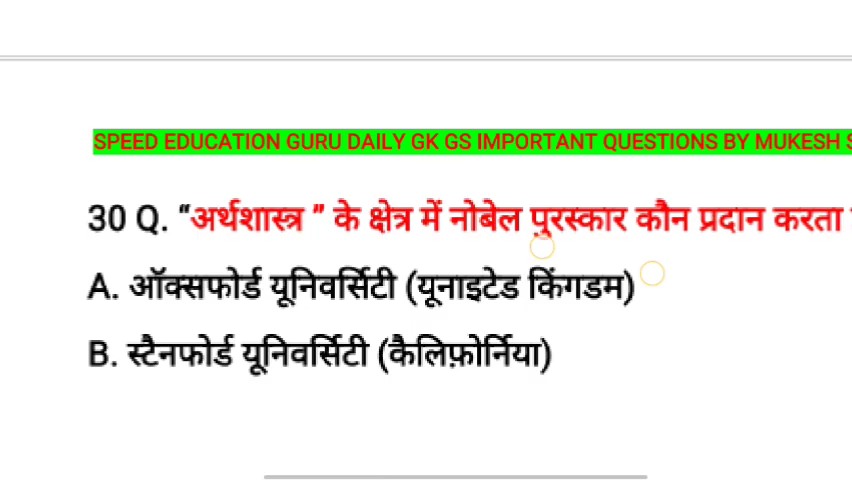 SPEED EDUCATION GURU DAILY GK GS IMPORTANT QUESTIONS BY MUKESH
30 Q. “अर्थशास्त्र ” के क्षेत्र में नोबेल पुरस्कार कौन प्रदान करता
A. ऑक्सफोर्ड यूनिवर्सिटी (यूनाइटेड किंगडम)
B. स्टैनफोर्ड यूनिवर्सिटी (कैलिफ़ोर्निया)